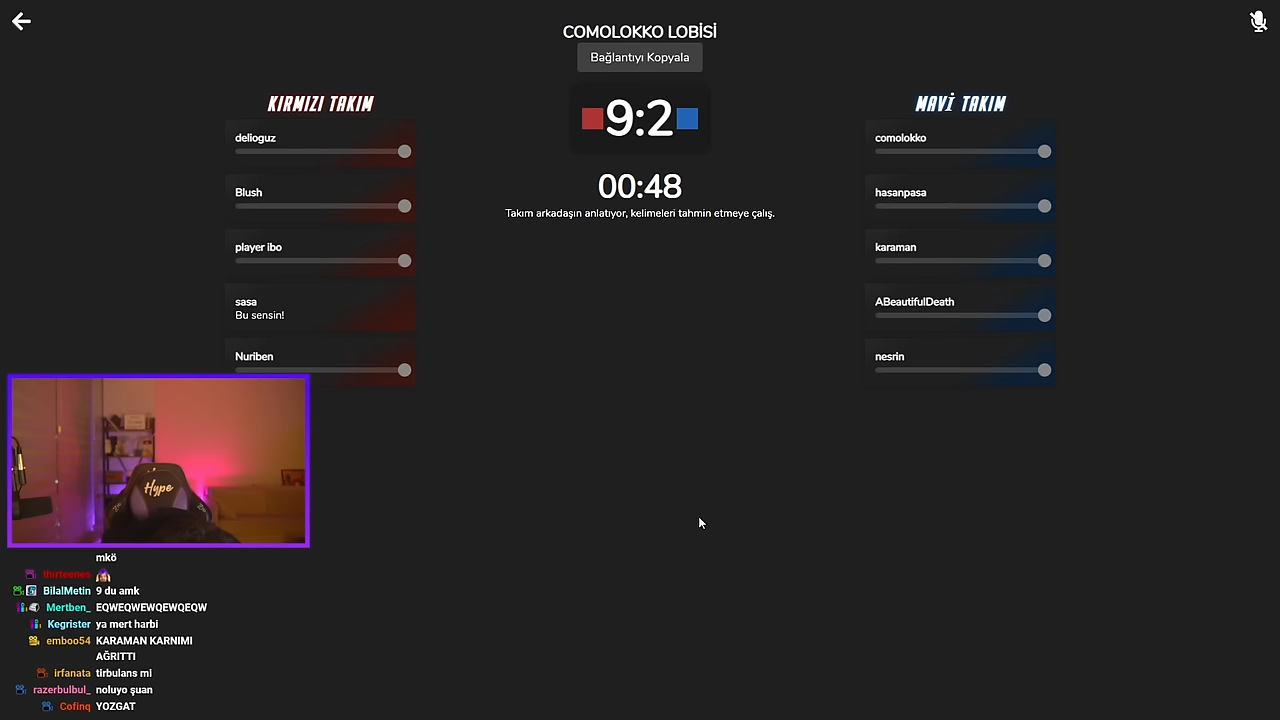 COMOLOKKO LOBİSİ
Bağlantıyı Kopyala
KIRMIZI TAKIM
9:2
MAVİ TAKIM
delioguz
Blush
player ibo
sasa
Bu sensin!
Nuriben
00:48
Takım arkadaşın anlatıyor, kelimeleri tahmin etmeye çalış.
comolokko
hasanpasa
karaman
ABeautifulDeath
nesrin
Hype
mkö
thirteenes
BilalMetin 9 du amk
Mertben_ EQWEQWEWQEWQEQW
Kegrister ya mert harbi
emboo54 KARAMAN KARNIMI
AĞRITTI
irfanata tirbulans ml
razerbulbul_ noluyo şuan
Cofinq YOZGAT